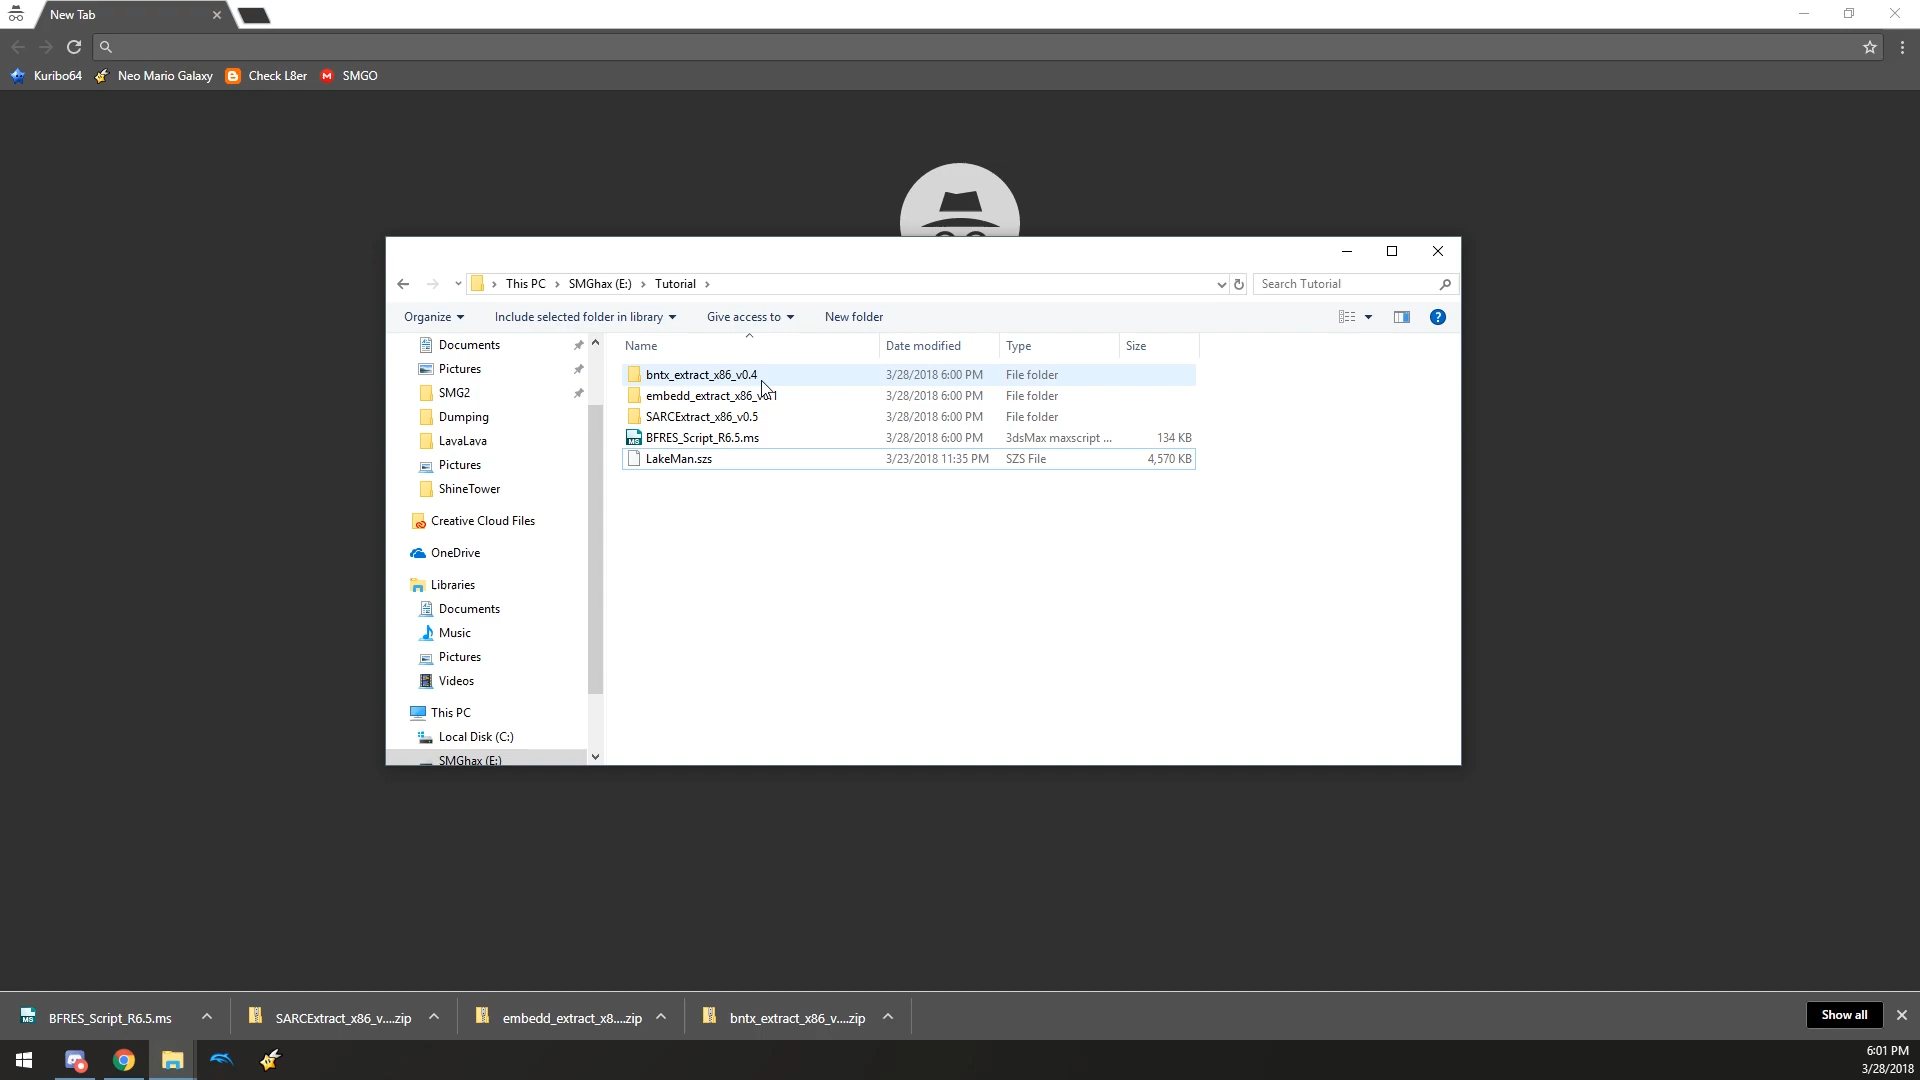 New Tab
Kuribo64 Neo Mario Galaxy Check L8er SMGO
This PC SMGhax (E:) Tutorial
Search Tutorial
Organize Include selected folder in library Give access to New folder
Name Date modified Type Size
bntx_extract_x86_v0.4 3/28/2018 6:00 PM File folder
embedd_extract_x86_v0.1 3/28/2018 6:00 PM File folder
SARCExtract_x86_v0.5 3/28/2018 6:00 PM File folder
BFRES_Script_R6.5.ms 3/28/2018 6:00 PM 3dsMax maxscript ... 134 KB
LakeMan.szs 3/23/2018 11:35 PM SZS File 4,570 KB
Documents
Pictures
SMG2
Dumping
LavaLava
Pictures
ShineTower
Creative Cloud Files
OneDrive
Libraries
Documents
Music
Pictures
Videos
This PC
Local Disk (C:)
SMGhax (E:)
BFRES_Script_R6.5.ms SARCExtract_x86_v....zip embedd_extract_x8....zip bntx_extract_x86_v....zip Show all
6:01 PM
3/28/2018